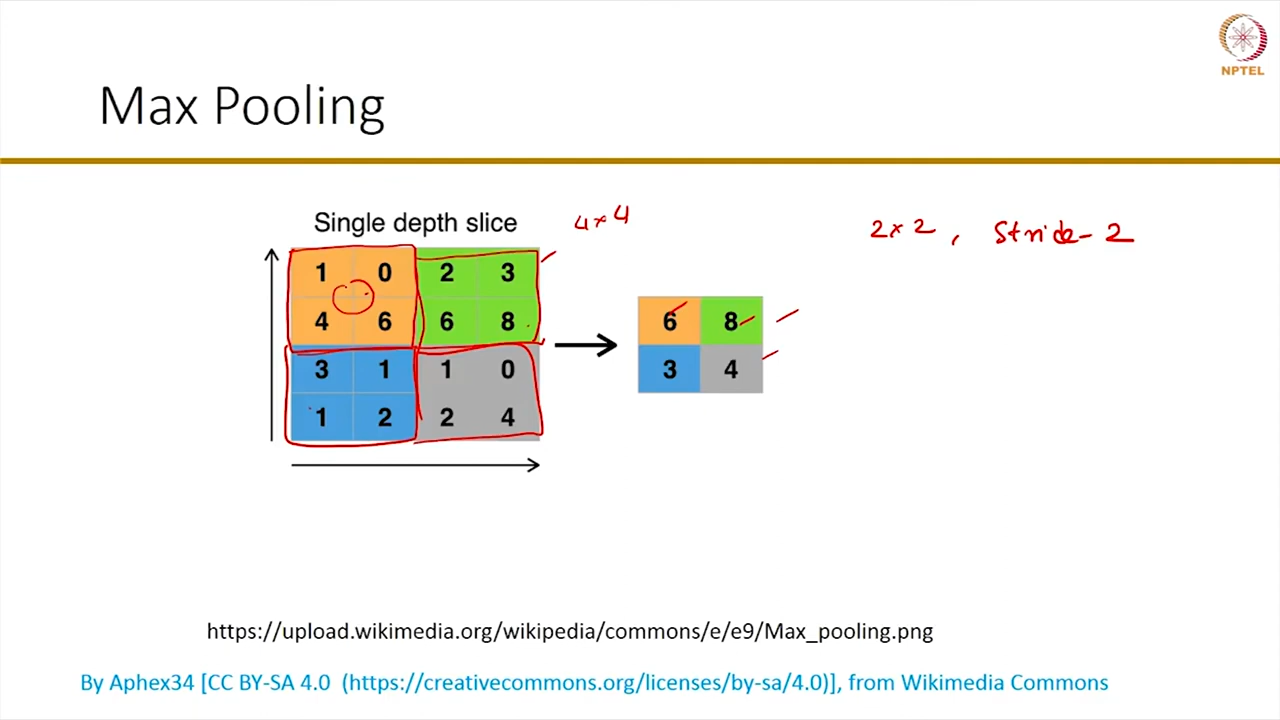 NPTEL
Max Pooling
Single depth slice
4×4
2×2, Stride-2
1 0 2 3
4 6 6 8
3 1 1 0
1 2 2 4
6 8
3 4
https://upload.wikimedia.org/wikipedia/commons/e/e9/Max_pooling.png
By Aphex34 [CC BY-SA 4.0 (https://creativecommons.org/licenses/by-sa/4.0)], from Wikimedia Commons